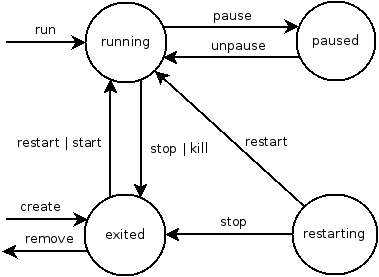 pause
run
running
paused
unpause
restart | start
stop | kill
restart
create
stop
exited
restarting
remove